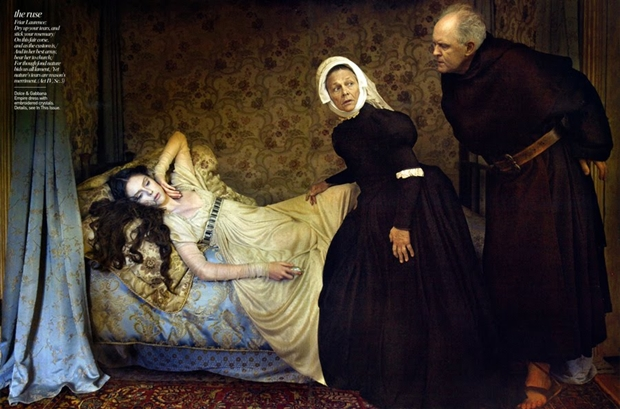 the ruse
Friar Laurence:
Dry up your tears, and
stick your rosemary
On this fair corse,
and as the custom is,
And in her best array,
bear her to church;
For though fond nature
bids us all lament, Yet
nature's tears are reason's
merriment. (Act IV, Sc. 5)
Dolce & Gabbana
Empire dress with
embroidered crystals.
Details, see In This Issue.